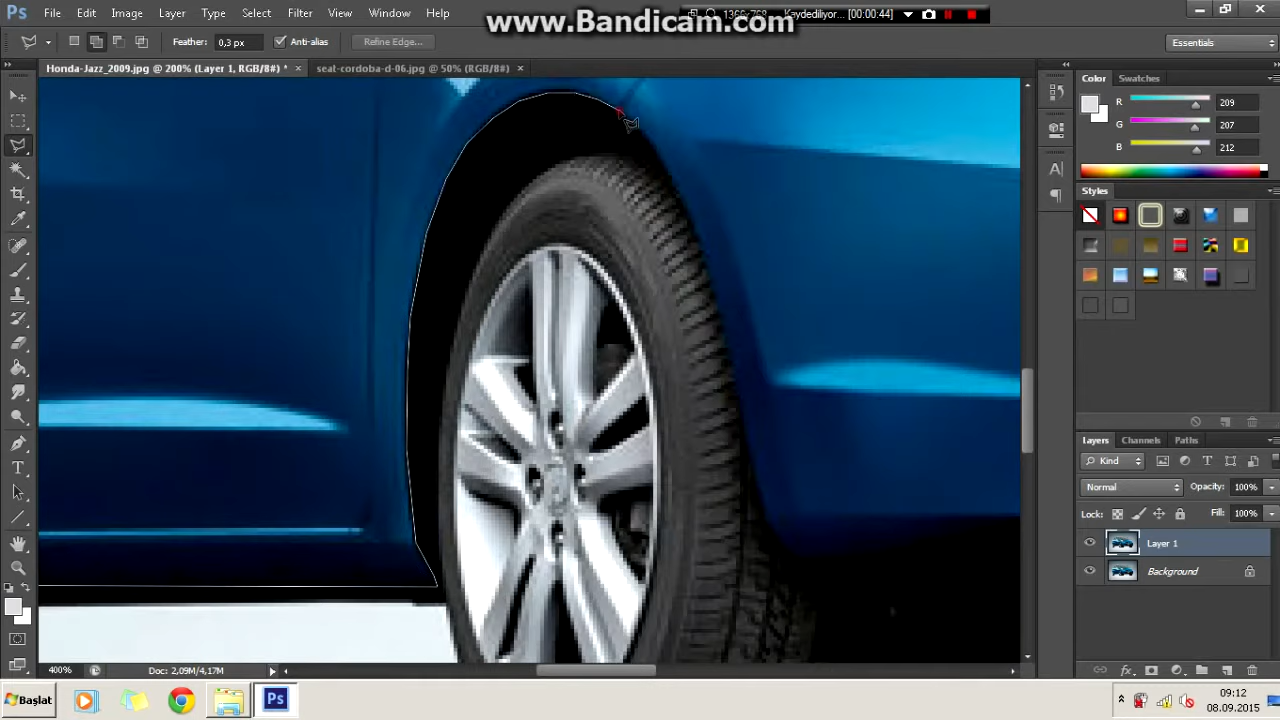 www.Bandicam.com
1366x768 Kaydediliyor... [00:00:44]
Ps File Edit Image Layer Type Select Filter View Window Help
Feather: 0,3 px Anti-alias Refine Edge... Essentials
Honda-Jazz_2009.jpg @ 200% (Layer 1, RGB/8#) * × seat-cordoba-d-06.jpg @ 50% (RGB/8#) ×
Color Swatches
R 209
G 207
B 212
Styles
Layers Channels Paths
Kind
Normal Opacity: 100%
Lock: Fill: 100%
Layer 1
Background
400% Doc: 2,09M/4,17M
Başlat Ps 09:12
08.09.2015